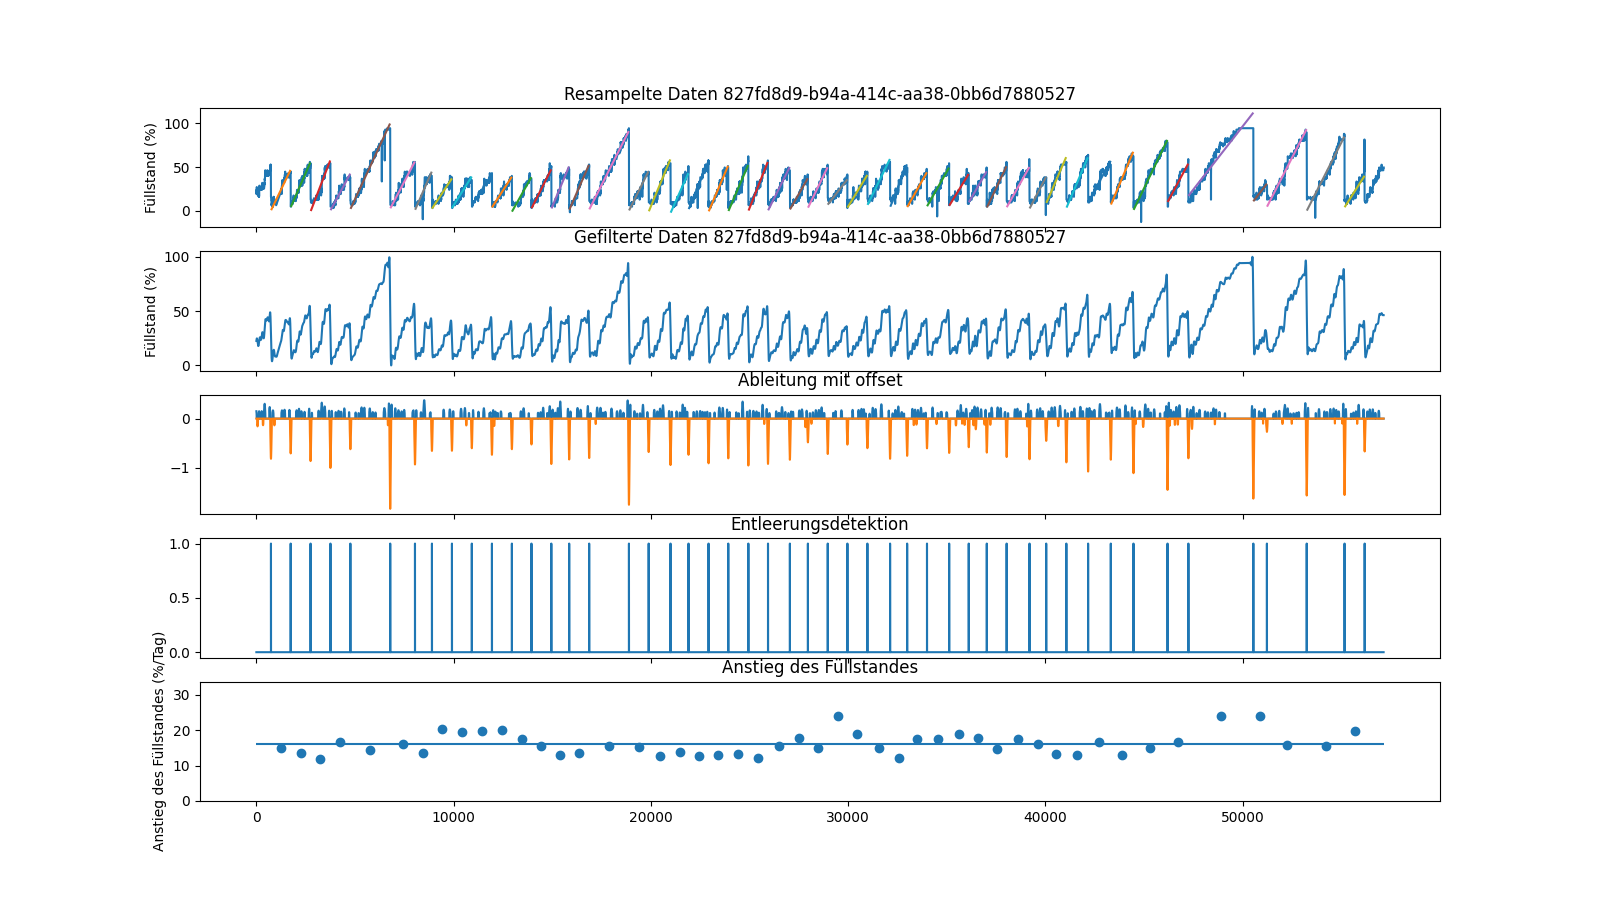 Resampelte Daten 827fd8d9-b94a-414c-aa38-0bb6d7880527
Füllstand (%)
100
50
0
Gefilterte Daten 827fd8d9-b94a-414c-aa38-0bb6d7880527
Füllstand (%)
100
50
0
Ableitung mit offset
0
−1
Entleerungsdetektion
1.0
0.5
0.0
Anstieg des Füllstandes
Anstieg des Füllstandes (%/Tag)
30
20
10
0
0 10000 20000 30000 40000 50000